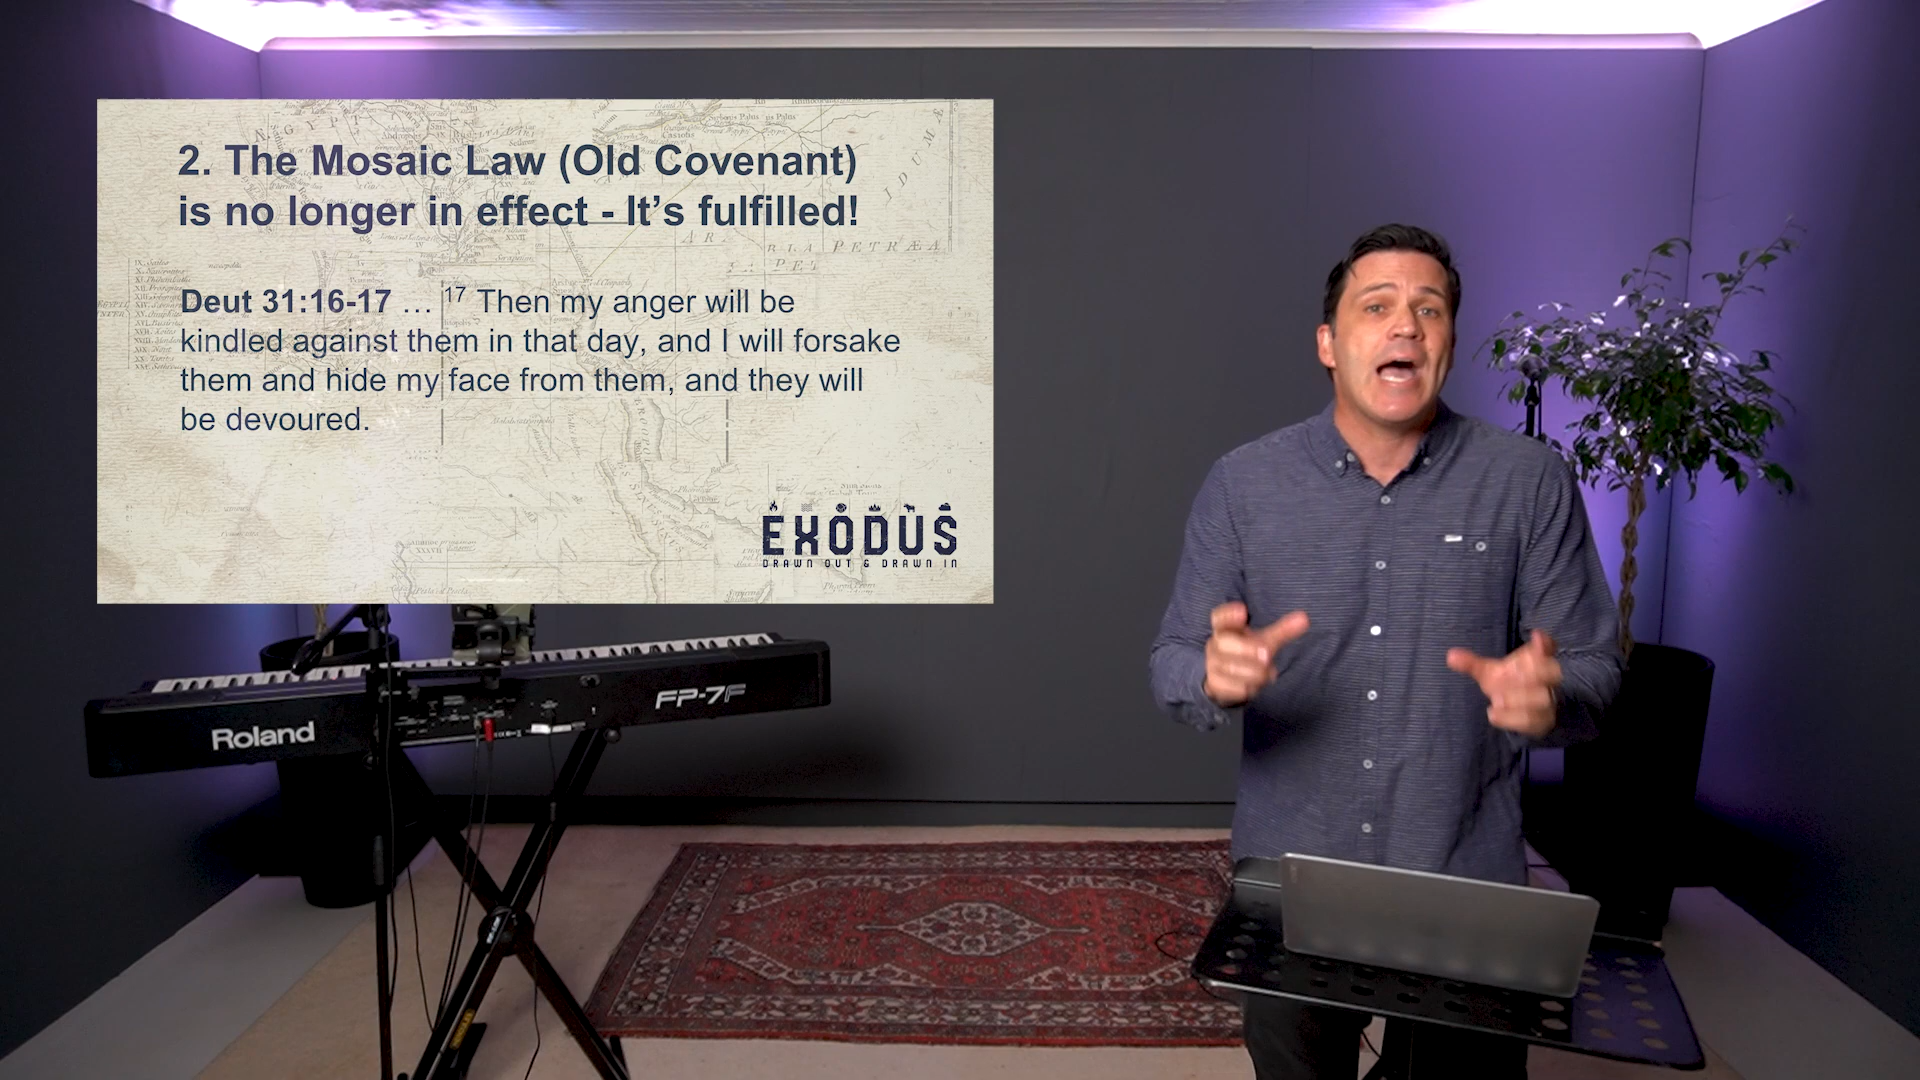 2. The Mosaic Law (Old Covenant)
is no longer in effect - It’s fulfilled!
Deut 31:16-17 … 17 Then my anger will be
kindled against them in that day, and I will forsake
them and hide my face from them, and they will
be devoured.
EXODUS
DRAWN OUT & DRAWN IN
Roland
FP-7F